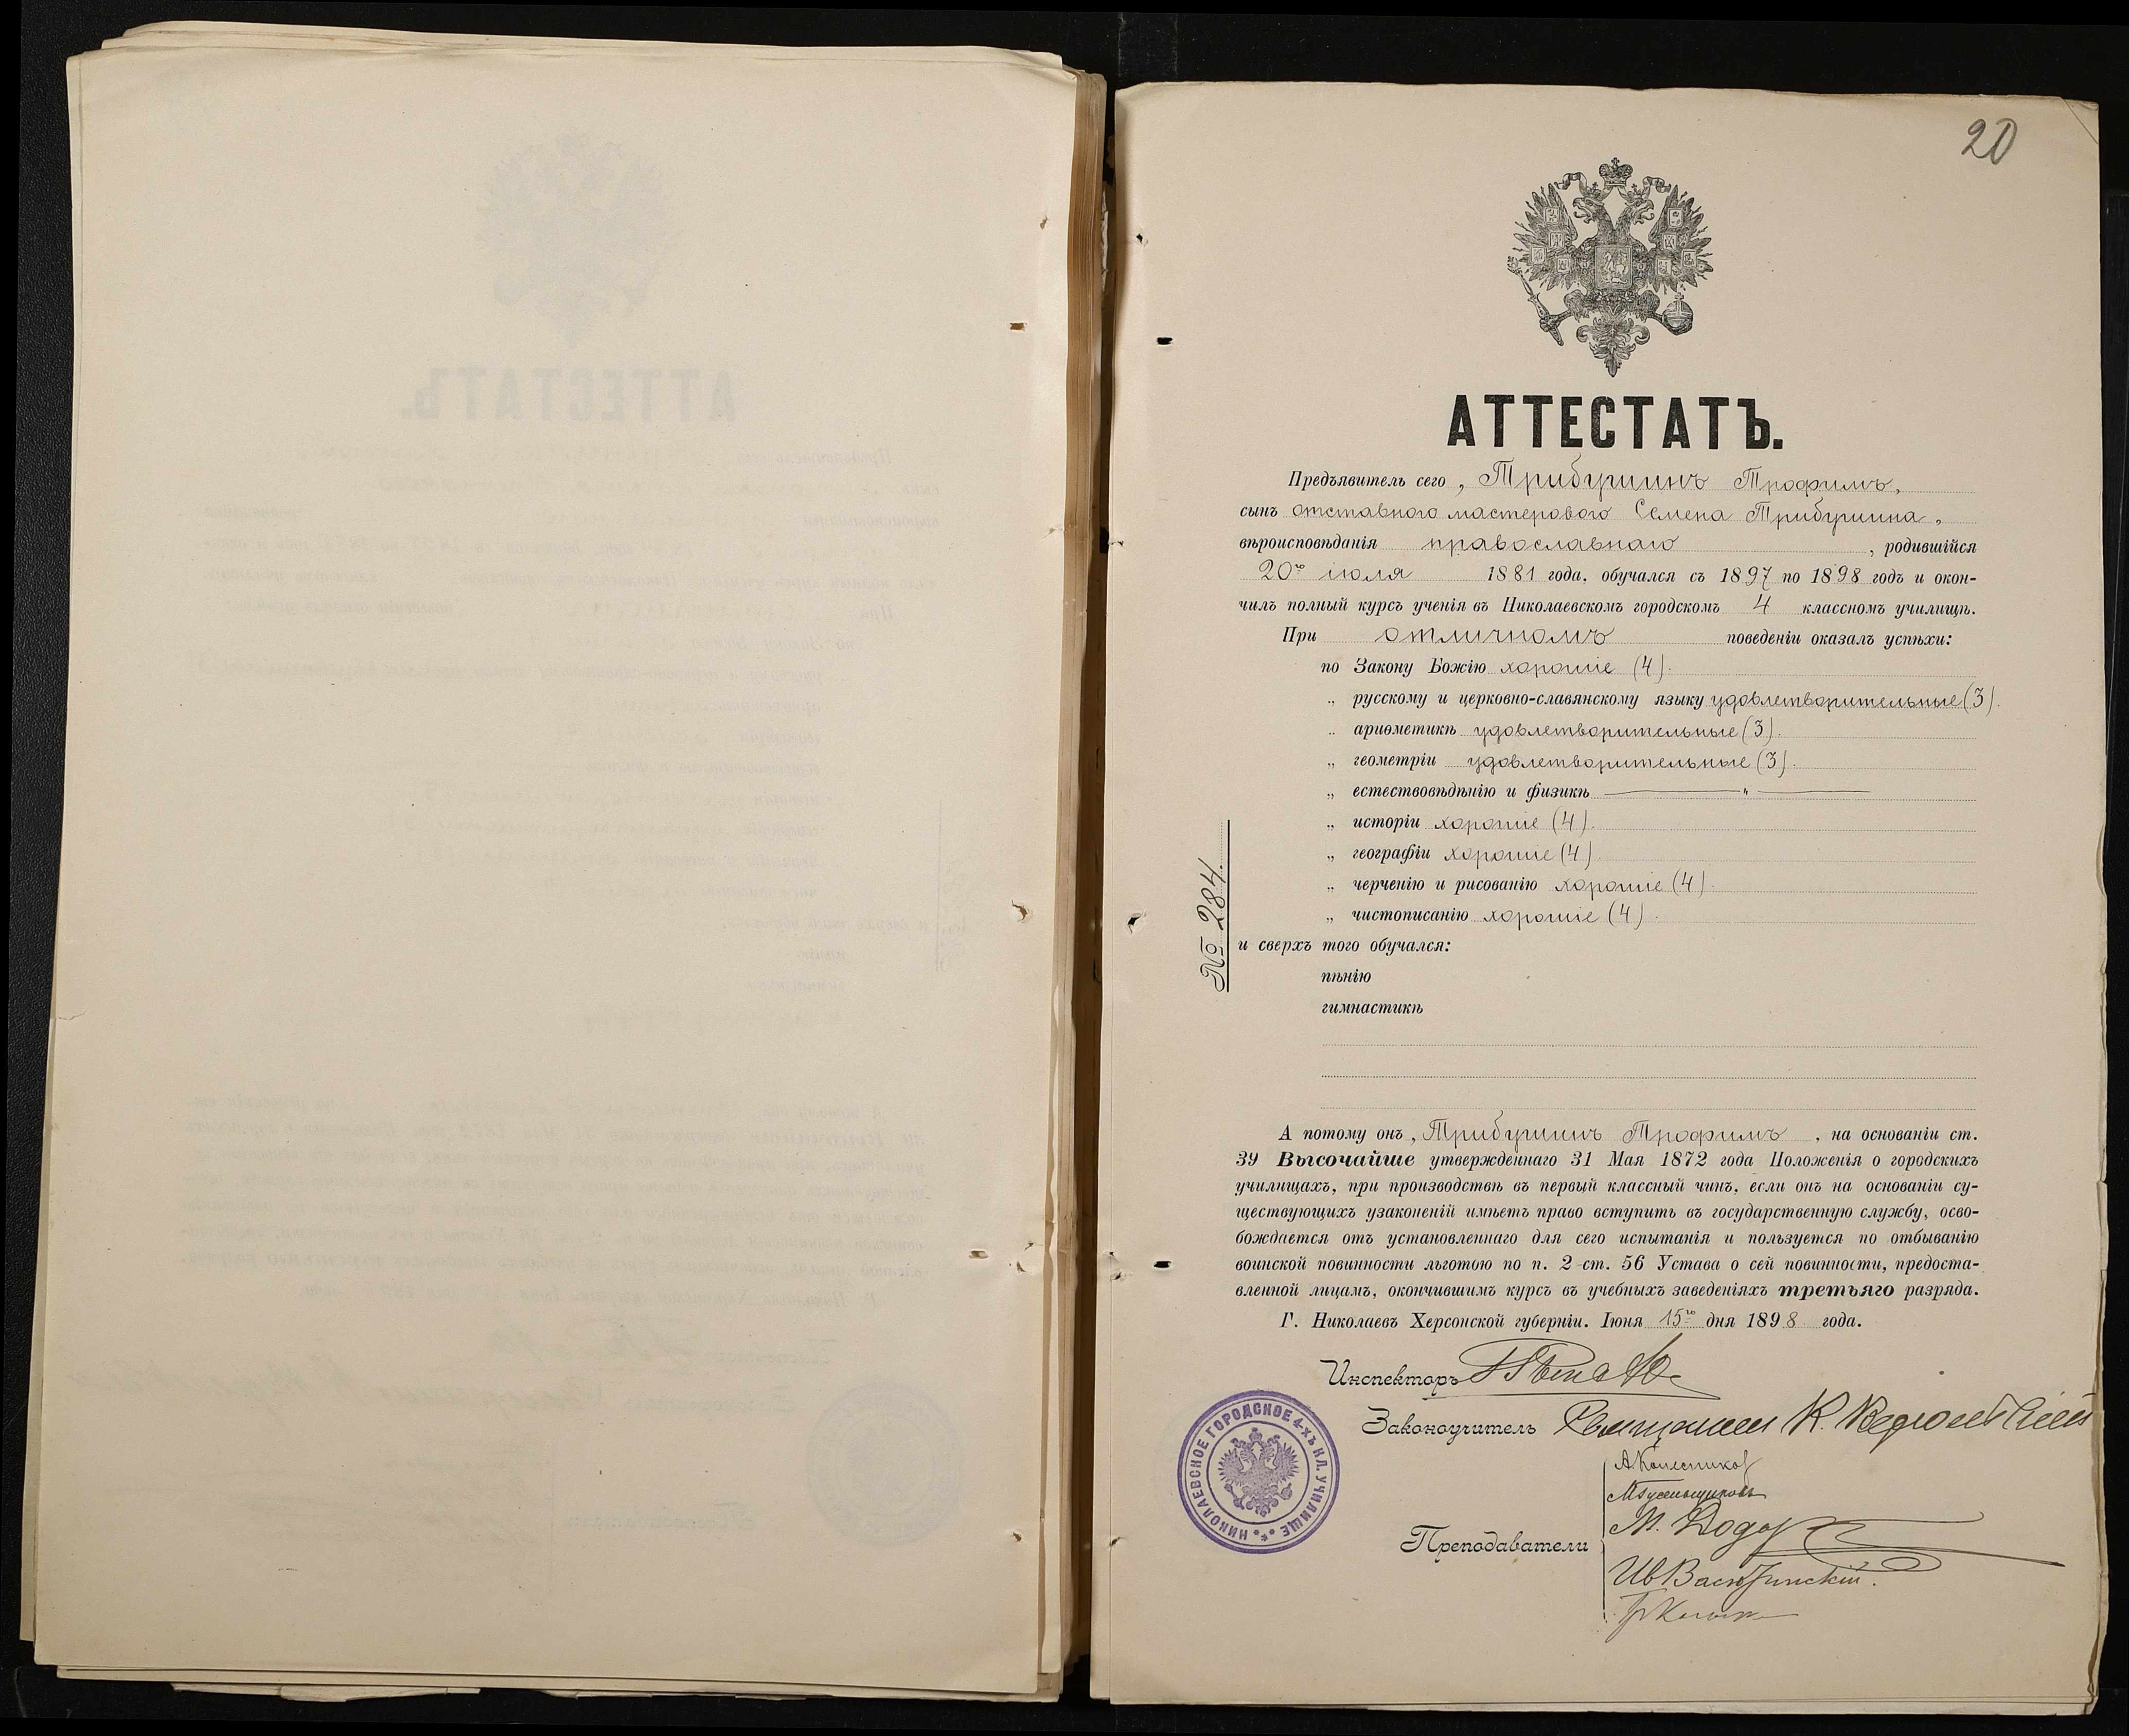 20
АТТЕСТАТЪ.
Предъявитель сего, Трибушинъ Трофимъ,
сынъ отставного мастерового Семена Трибушина,
вѣроисповѣданія православнаго, родившійся
20го іюля 1881 года, обучался съ 1897 по 1898 годъ и окон-
чилъ полный курсъ ученія въ Николаевскомъ городскомъ 4 классномъ училищѣ.
При отличномъ поведеніи оказалъ успѣхи:
по Закону Божію хорошіе (4).
„ русскому и церковно-славянскому языку удовлетворительные (3).
„ ариѳметикѣ удовлетворительные (3).
„ геометріи удовлетворительные (3).
„ естествовѣдѣнію и физикѣ — „ —
„ исторіи хорошіе (4).
„ географіи хорошіе (4).
„ черченію и рисованію хорошіе (4).
„ чистописанію хорошіе (4).
и сверхъ того обучался:
пѣнію
гимнастикѣ
№ 284.
А потому онъ, Трибушинъ Трофимъ, на основаніи ст.
39 Высочайше утвержденнаго 31 Мая 1872 года Положенія о городскихъ
училищахъ, при производствѣ въ первый классный чинъ, если онъ на основаніи су-
ществующихъ узаконеній имѣетъ право вступить въ государственную службу, осво-
бождается отъ установленнаго для сего испытанія и пользуется по отбыванію
воинской повинности льготою по п. 2 ст. 56 Устава о сей повинности, предоста-
вленной лицамъ, окончившимъ курсъ въ учебныхъ заведеніяхъ третьяго разряда.
Г. Николаевъ Херсонской губерніи. Іюня 15го дня 1898 года.
Инспекторъ
Законоучитель Священникъ К.
А. Колесников
М.
Преподаватели
Ив
НИКОЛАЕВСКОЕ ГОРОДСКОЕ 4-ХЪ КЛ. УЧИЛИЩЕ
АТТЕСТАТЪ.